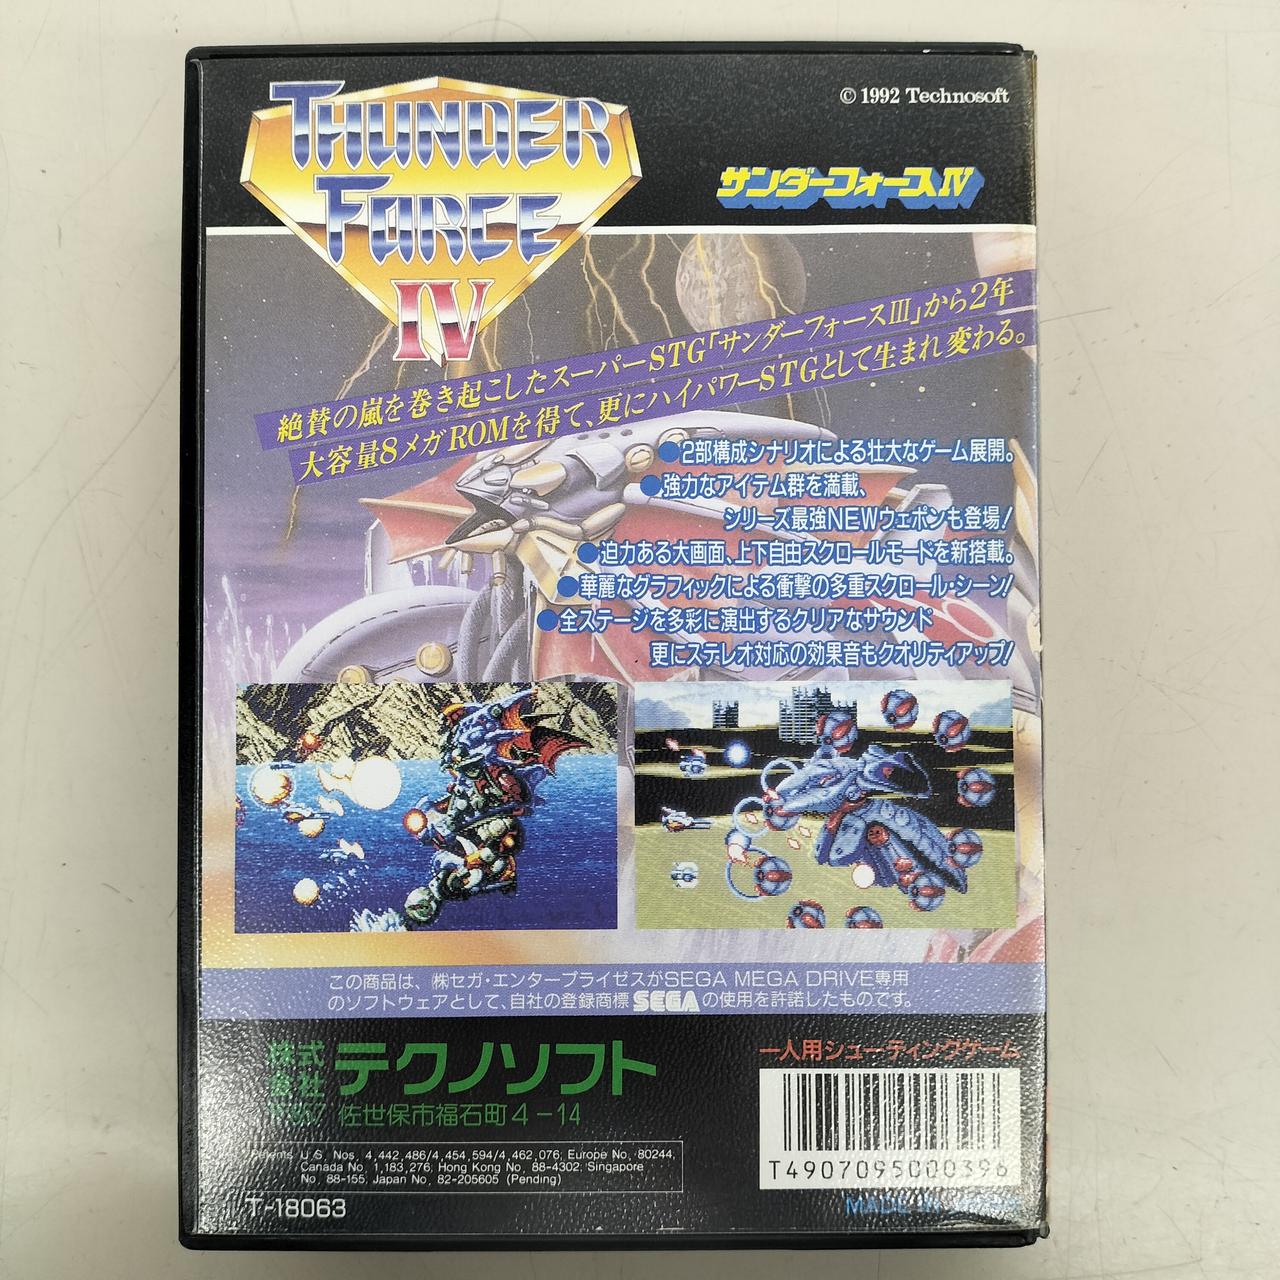 THUNDER
FORCE
IV
© 1992 Technosoft
サンダーフォースIV
絶賛の嵐を巻き起こしたスーパーSTG「サンダーフォースIII」から2年
大容量8メガROMを得て、更にハイパワーSTGとして生まれ変わる。
●2部構成シナリオによる壮大なゲーム展開。
●強力なアイテム群を満載、
シリーズ最強NEWウェポンも登場!
●迫力ある大画面、上下自由スクロールモードを新搭載。
●華麗なグラフィックによる衝撃の多重スクロール・シーン!
●全ステージを多彩に演出するクリアなサウンド
更にステレオ対応の効果音もクオリティアップ!
この商品は、㈱セガ・エンタープライゼスがSEGA MEGA DRIVE専用
のソフトウェアとして、自社の登録商標 SEGA の使用を許諾したものです。
株式会社 テクノソフト
〒857 佐世保市福石町4-14
一人用シューティングゲーム
Patents: U.S. Nos. 4,442,486/4,454,594/4,462,076; Europe No. 80244;
Canada No. 1,183,276; Hong Kong No. 88-4302; Singapore
No. 88-155; Japan No. 82-205605 (Pending)
T4907095000396
T-18063
MADE IN